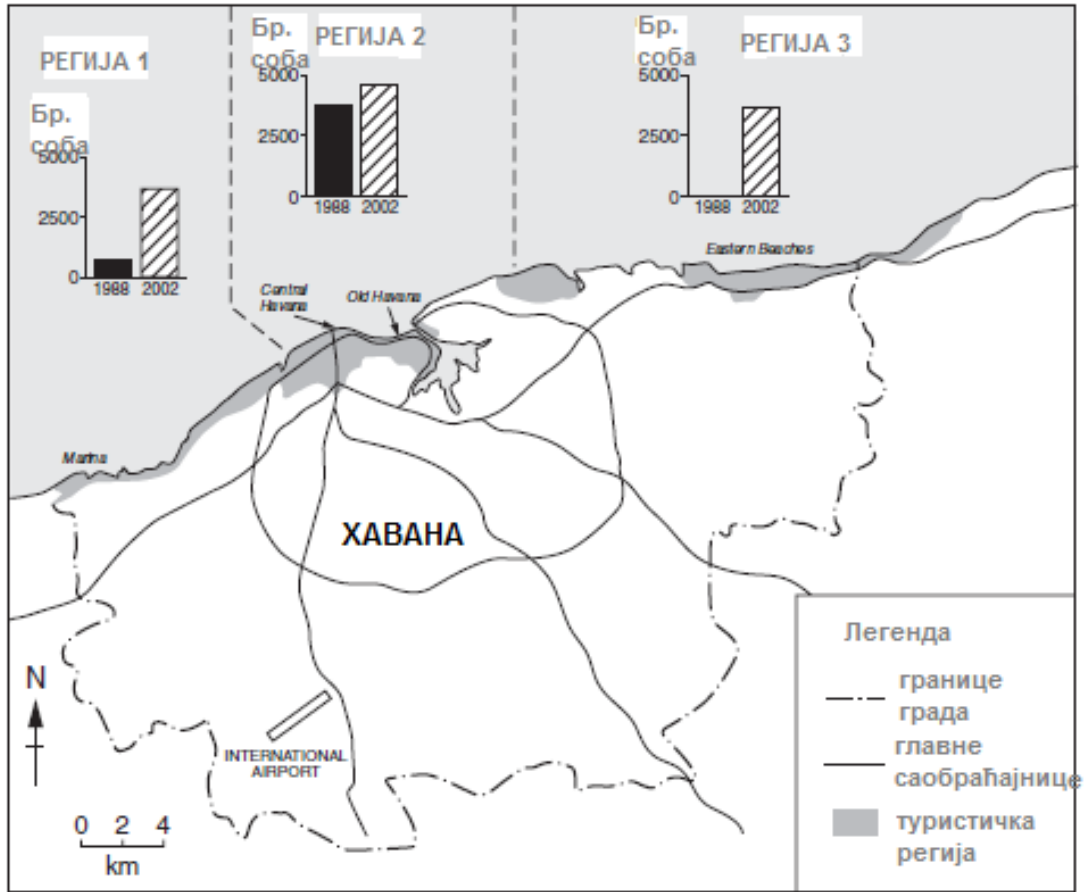 РЕГИЈА 1
Бр.
соба
5000
2500
0
1988 2002
Бр.
соба
РЕГИЈА 2
5000
2500
0
1988 2002
Бр.
соба
РЕГИЈА 3
5000
2500
0
1988 2002
Eastern Beaches
Central
Havana
Old Havana
Marina
ХАВАНА
N
INTERNATIONAL
AIRPORT
0 2 4
km
Легенда
границе
града
главне
саобраћајнице
туристичка
регија